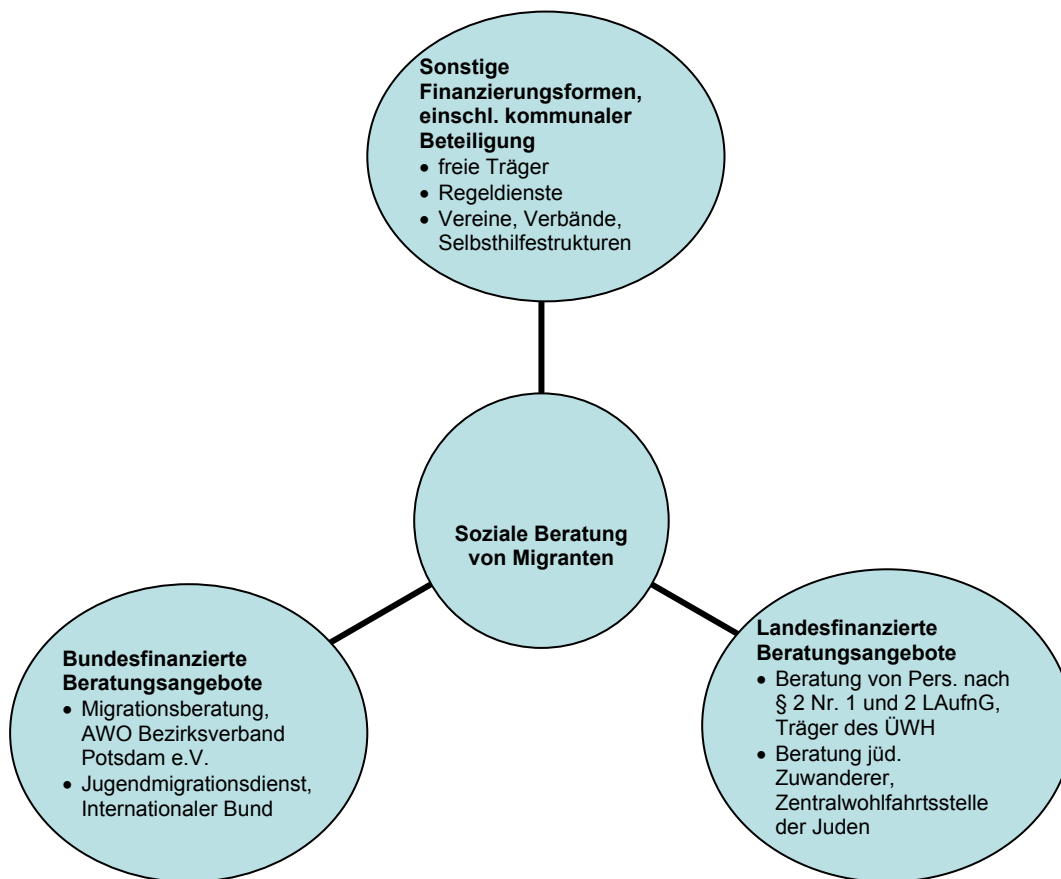 Sonstige
Finanzierungsformen,
einschl. kommunaler
Beteiligung
• freie Träger
• Regeldienste
• Vereine, Verbände,
Selbsthilfestrukturen
Soziale Beratung
von Migranten
Bundesfinanzierte
Beratungsangebote
• Migrationsberatung,
AWO Bezirksverband
Potsdam e.V.
• Jugendmigrationsdienst,
Internationaler Bund
Landesfinanzierte
Beratungsangebote
• Beratung von Pers. nach
§ 2 Nr. 1 und 2 LAufnG,
Träger des ÜWH
• Beratung jüd.
Zuwanderer,
Zentralwohlfahrtsstelle
der Juden